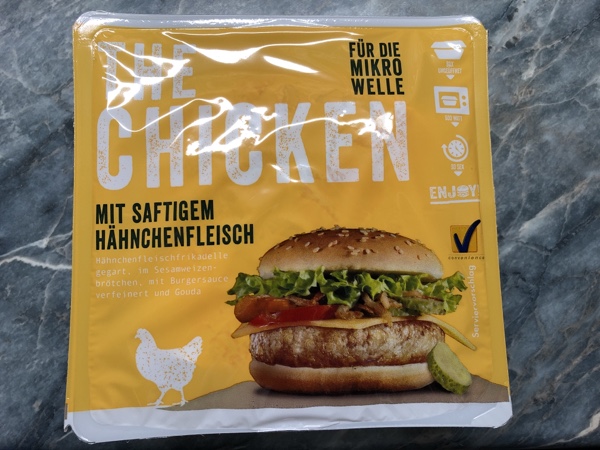 THE
CHICKEN
FÜR DIE
MIKRO
WELLE
ENJOY!
MIT SAFTIGEM
HÄHNCHENFLEISCH
Hähnchenfleischfrikadelle
gegart, im Sesamweizen-
brötchen, mit Burgersauce
verfeinert und Gouda
convenience
Serviervorschlag